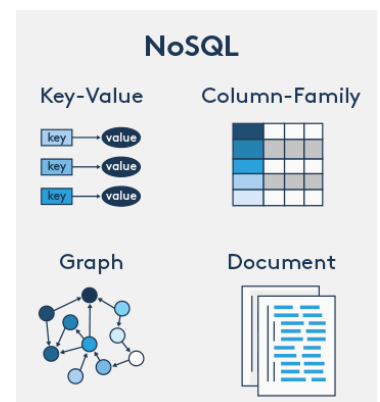 NoSQL
Key-Value
Column-Family
key
value
key
value
key
value
Graph
Document